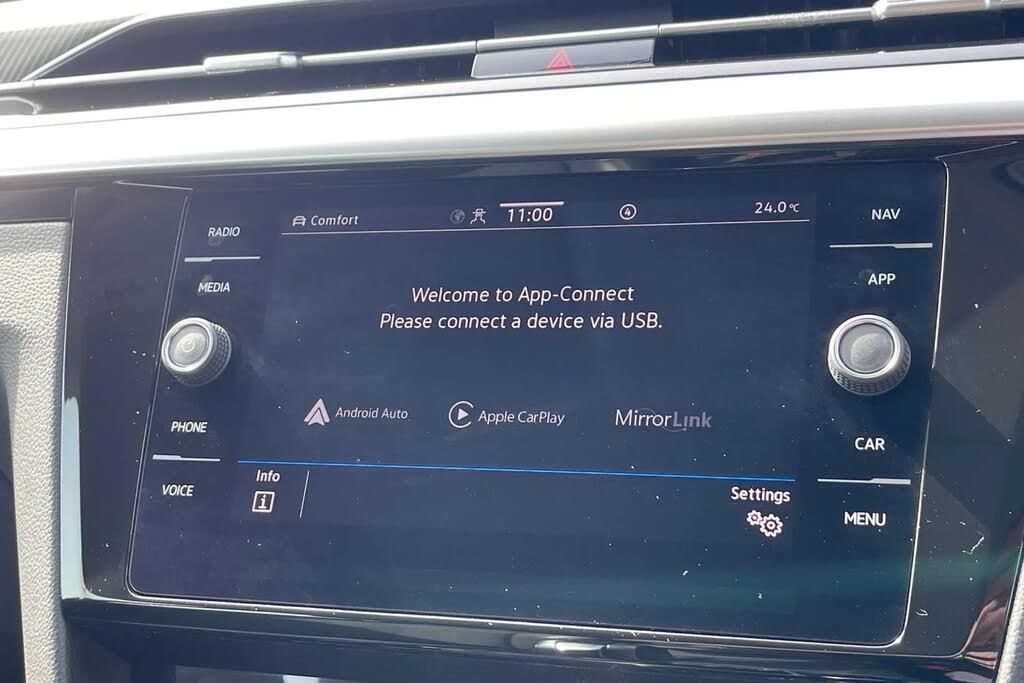 RADIO
MEDIA
PHONE
VOICE
Comfort
11:00
4
24.0°C
Welcome to App-Connect
Please connect a device via USB.
Android Auto
Apple CarPlay
MirrorLink
Info
i
Settings
NAV
APP
CAR
MENU